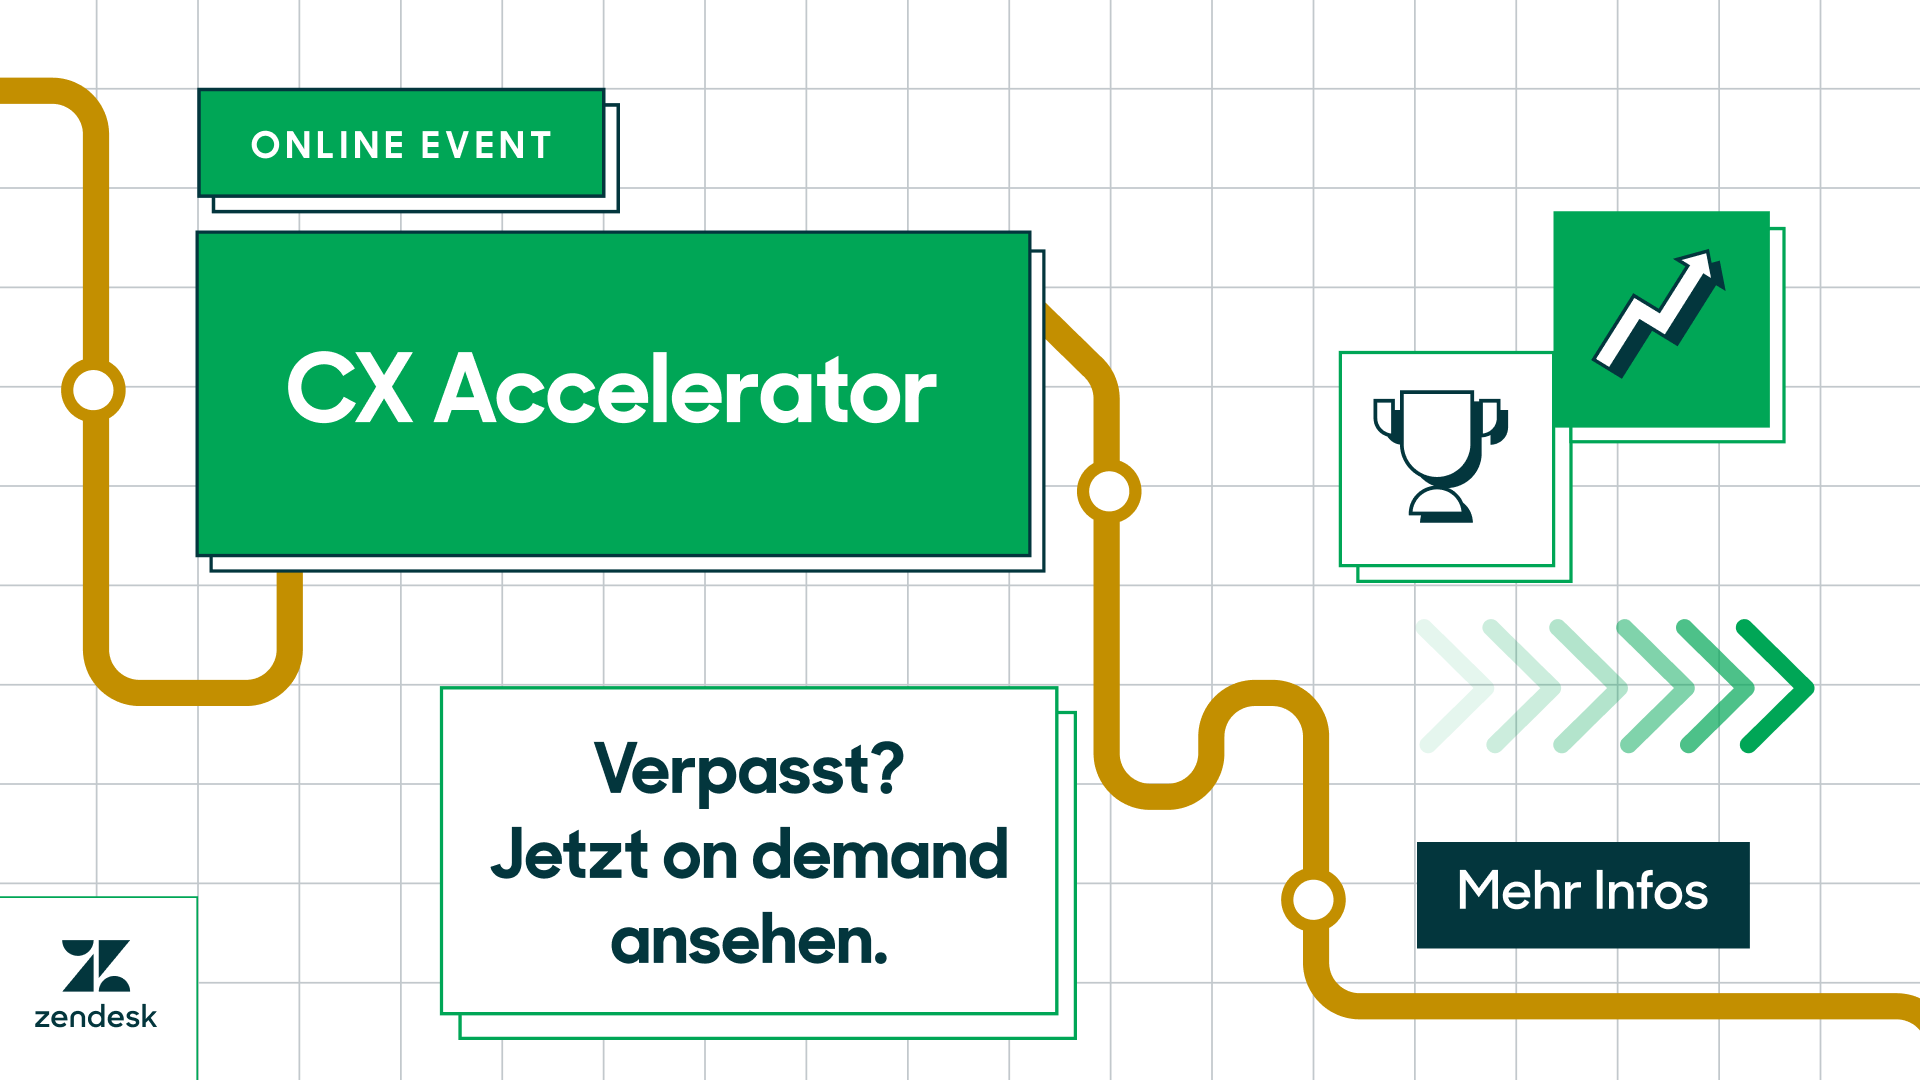 ONLINE EVENT
CX Accelerator
Verpasst?
Jetzt on demand
ansehen.
Mehr Infos
zendesk